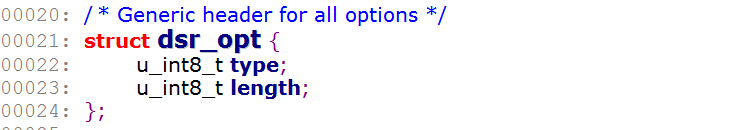 00020: /* Generic header for all options */
00021: struct dsr_opt {
00022:     u_int8_t type;
00023:     u_int8_t length;
00024: };